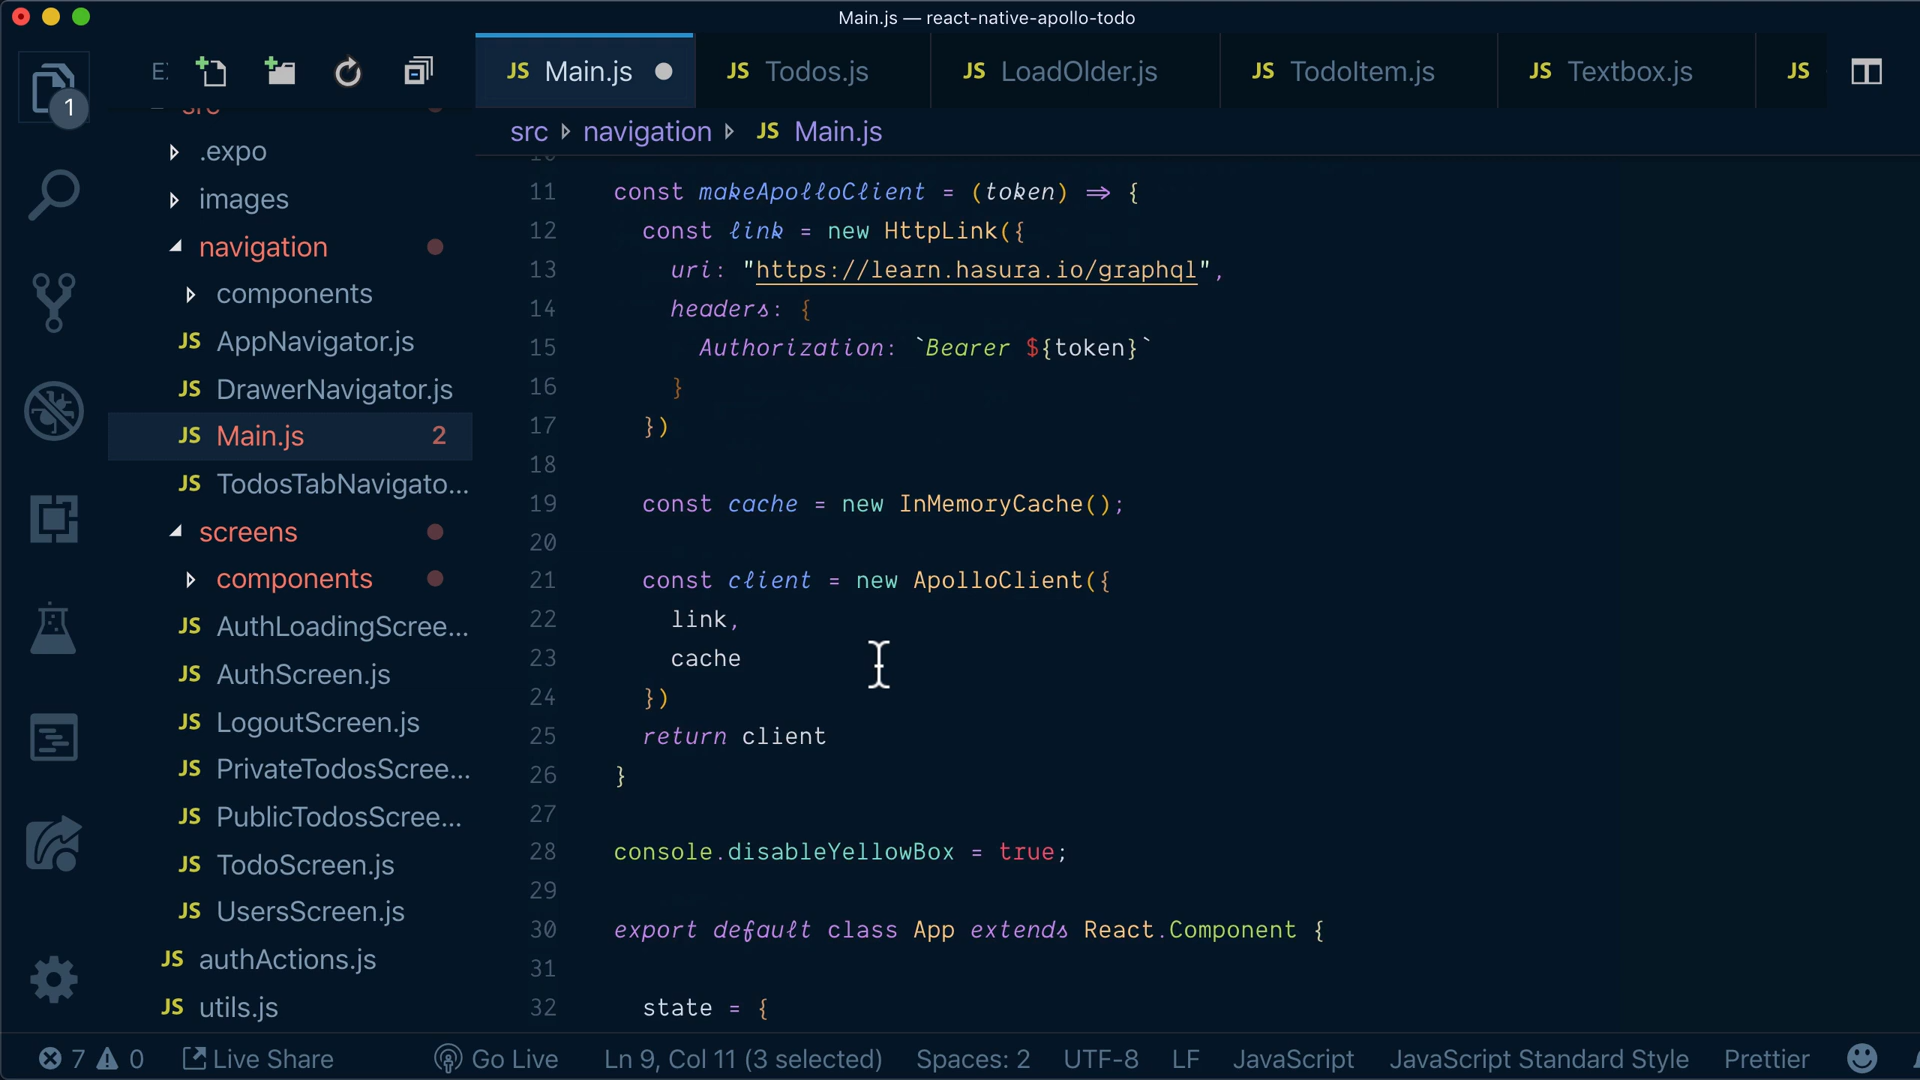 Main.js — react-native-apollo-todo
1
E:
JS Main.js
JS Todos.js
JS LoadOlder.js
JS TodoItem.js
JS Textbox.js
JS
src navigation JS Main.js
src
.expo
images
navigation
components
JS AppNavigator.js
JS DrawerNavigator.js
JS Main.js 2
JS TodosTabNavigato...
screens
components
JS AuthLoadingScree...
JS AuthScreen.js
JS LogoutScreen.js
JS PrivateTodosScree...
JS PublicTodosScree...
JS TodoScreen.js
JS UsersScreen.js
JS authActions.js
JS utils.js
10
11 const makeApolloClient = (token) => {
12 const link = new HttpLink({
13 uri: "https://learn.hasura.io/graphql",
14 headers: {
15 Authorization: `Bearer ${token}`
16 }
17 })
18
19 const cache = new InMemoryCache();
20
21 const client = new ApolloClient({
22 link,
23 cache
24 })
25 return client
26 }
27
28 console.disableYellowBox = true;
29
30 export default class App extends React.Component {
31
32 state = {
7 0 Live Share Go Live Ln 9, Col 11 (3 selected) Spaces: 2 UTF-8 LF JavaScript JavaScript Standard Style Prettier